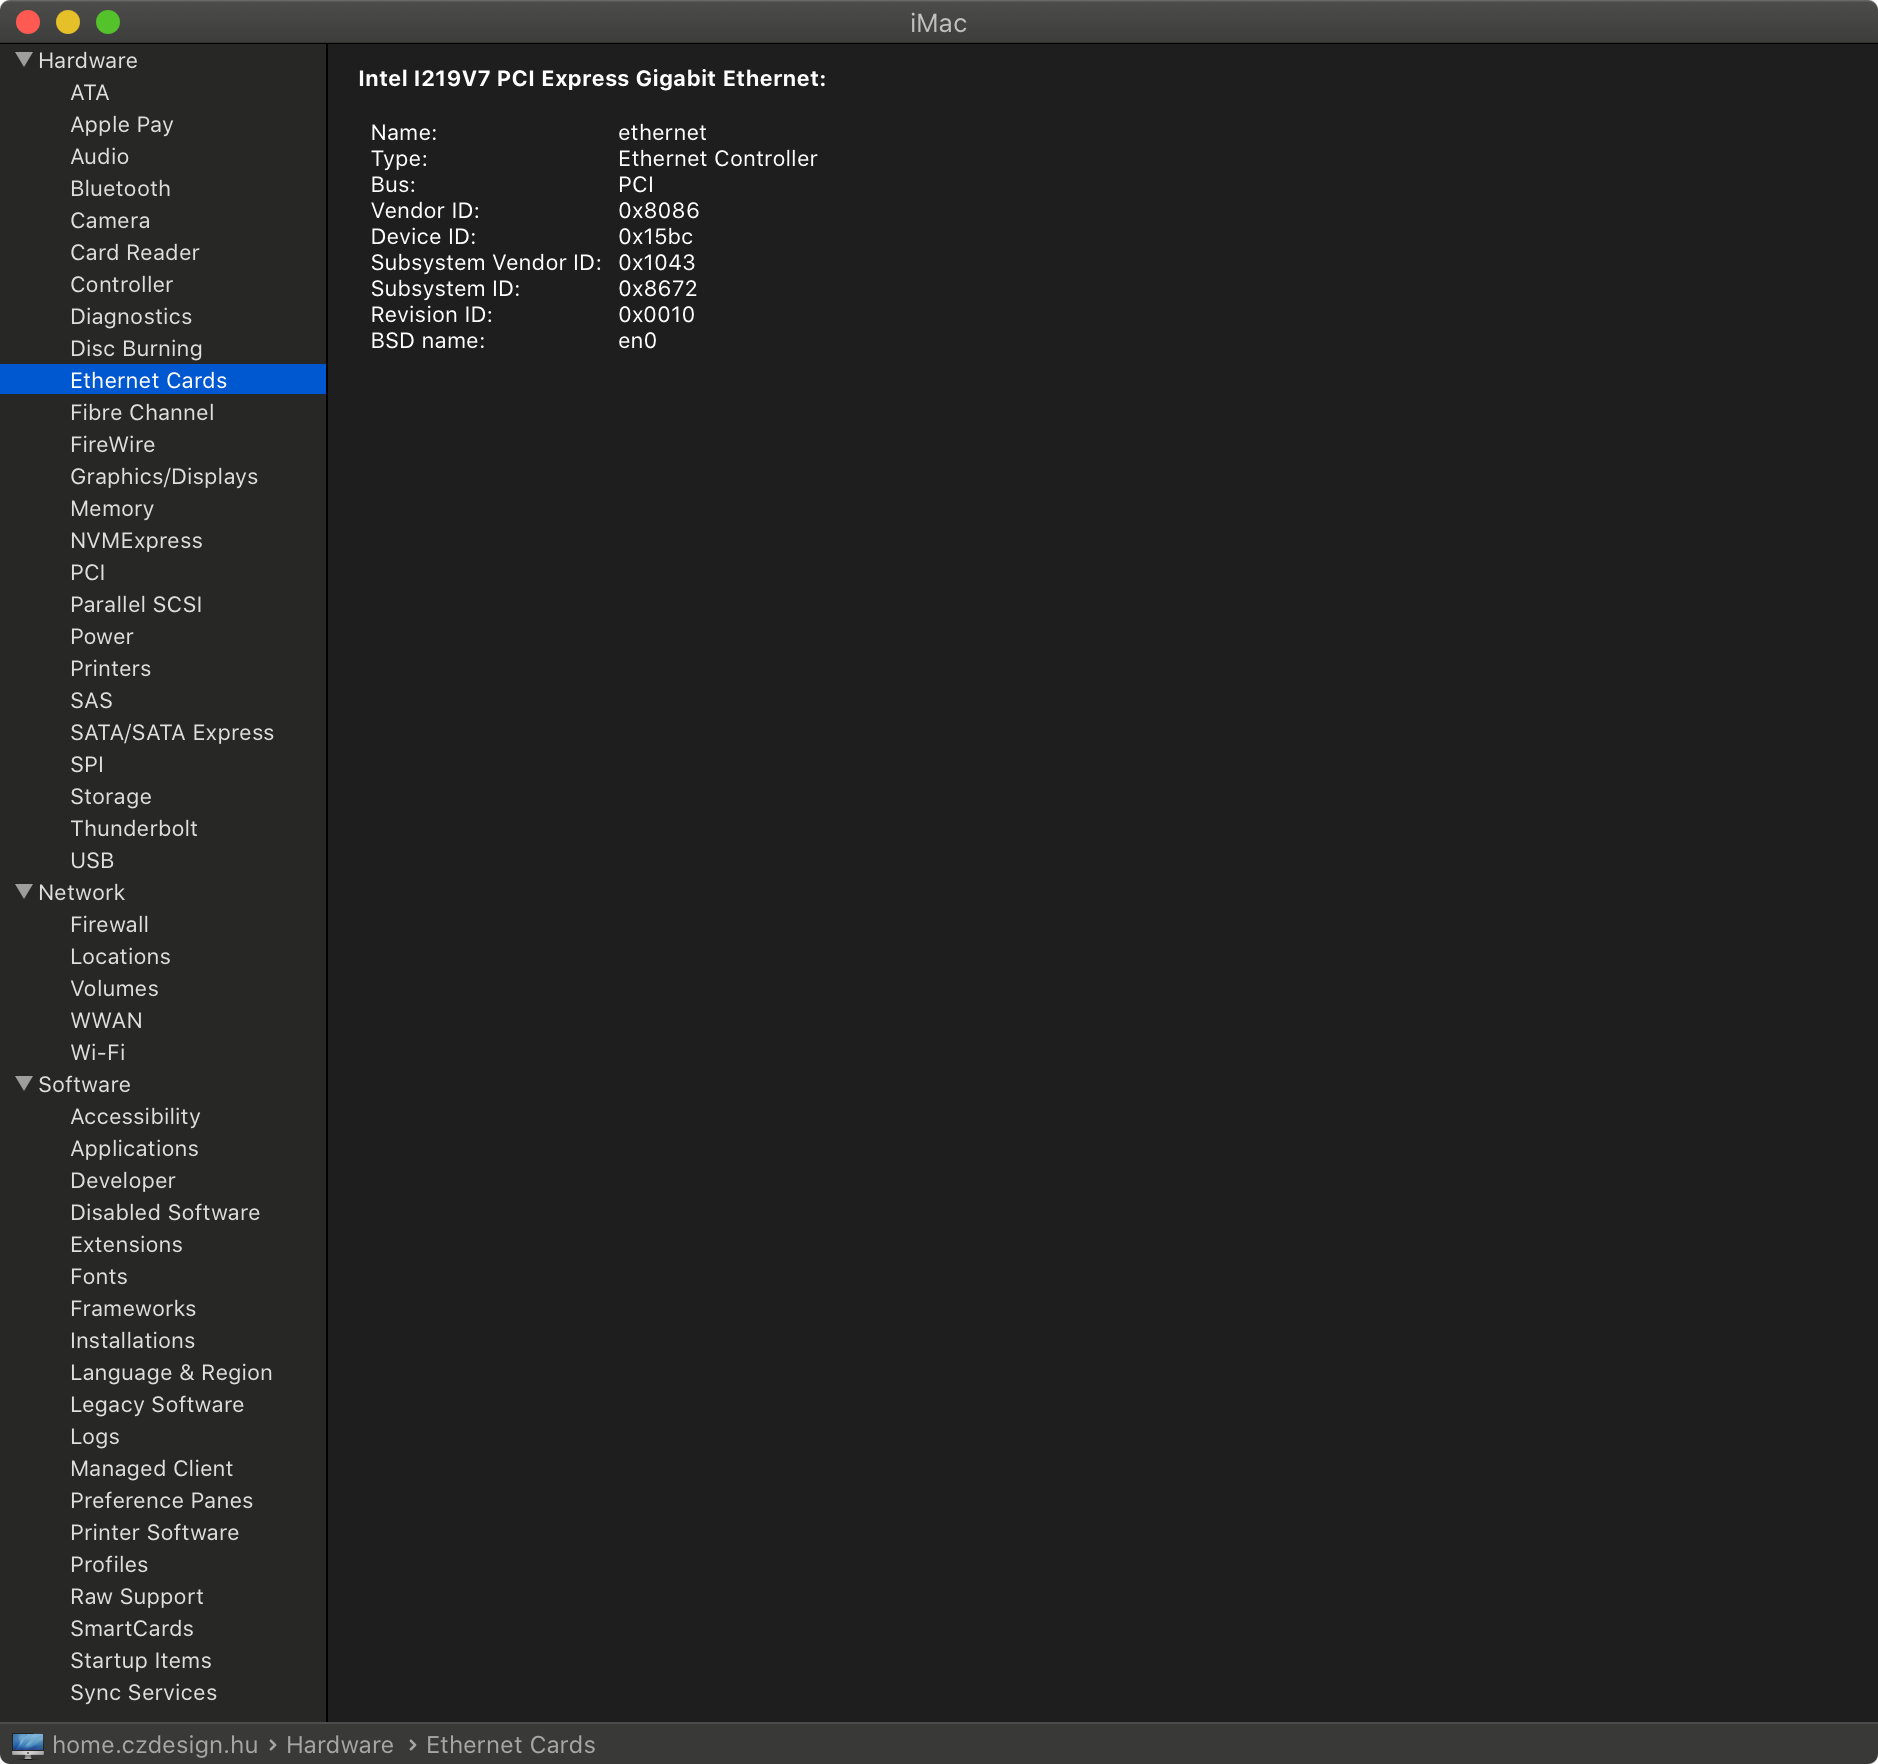 iMac
Hardware
ATA
Apple Pay
Audio
Bluetooth
Camera
Card Reader
Controller
Diagnostics
Disc Burning
Ethernet Cards
Fibre Channel
FireWire
Graphics/Displays
Memory
NVMExpress
PCI
Parallel SCSI
Power
Printers
SAS
SATA/SATA Express
SPI
Storage
Thunderbolt
USB
Network
Firewall
Locations
Volumes
WWAN
Wi-Fi
Software
Accessibility
Applications
Developer
Disabled Software
Extensions
Fonts
Frameworks
Installations
Language & Region
Legacy Software
Logs
Managed Client
Preference Panes
Printer Software
Profiles
Raw Support
SmartCards
Startup Items
Sync Services
Intel I219V7 PCI Express Gigabit Ethernet:
Name: ethernet
Type: Ethernet Controller
Bus: PCI
Vendor ID: 0x8086
Device ID: 0x15bc
Subsystem Vendor ID: 0x1043
Subsystem ID: 0x8672
Revision ID: 0x0010
BSD name: en0
home.czdesign.hu › Hardware › Ethernet Cards